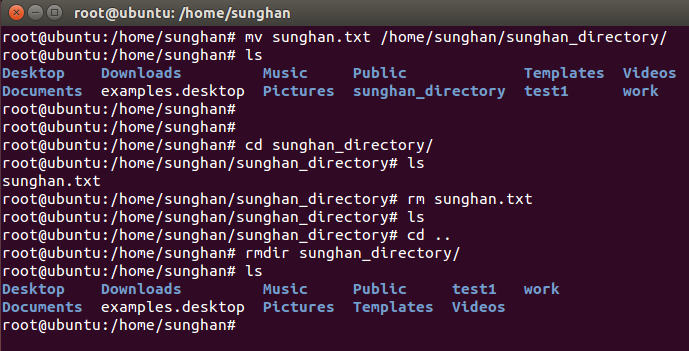 root@ubuntu: /home/sunghan
root@ubuntu:/home/sunghan# mv sunghan.txt /home/sunghan/sunghan_directory/
root@ubuntu:/home/sunghan# ls
Desktop    Downloads         Music     Public             Templates  Videos
Documents  examples.desktop  Pictures  sunghan_directory  test1      work
root@ubuntu:/home/sunghan#
root@ubuntu:/home/sunghan#
root@ubuntu:/home/sunghan# cd sunghan_directory/
root@ubuntu:/home/sunghan/sunghan_directory# ls
sunghan.txt
root@ubuntu:/home/sunghan/sunghan_directory# rm sunghan.txt
root@ubuntu:/home/sunghan/sunghan_directory# ls
root@ubuntu:/home/sunghan/sunghan_directory# cd ..
root@ubuntu:/home/sunghan# rmdir sunghan_directory/
root@ubuntu:/home/sunghan# ls
Desktop    Downloads         Music     Public     test1   work
Documents  examples.desktop  Pictures  Templates  Videos
root@ubuntu:/home/sunghan#